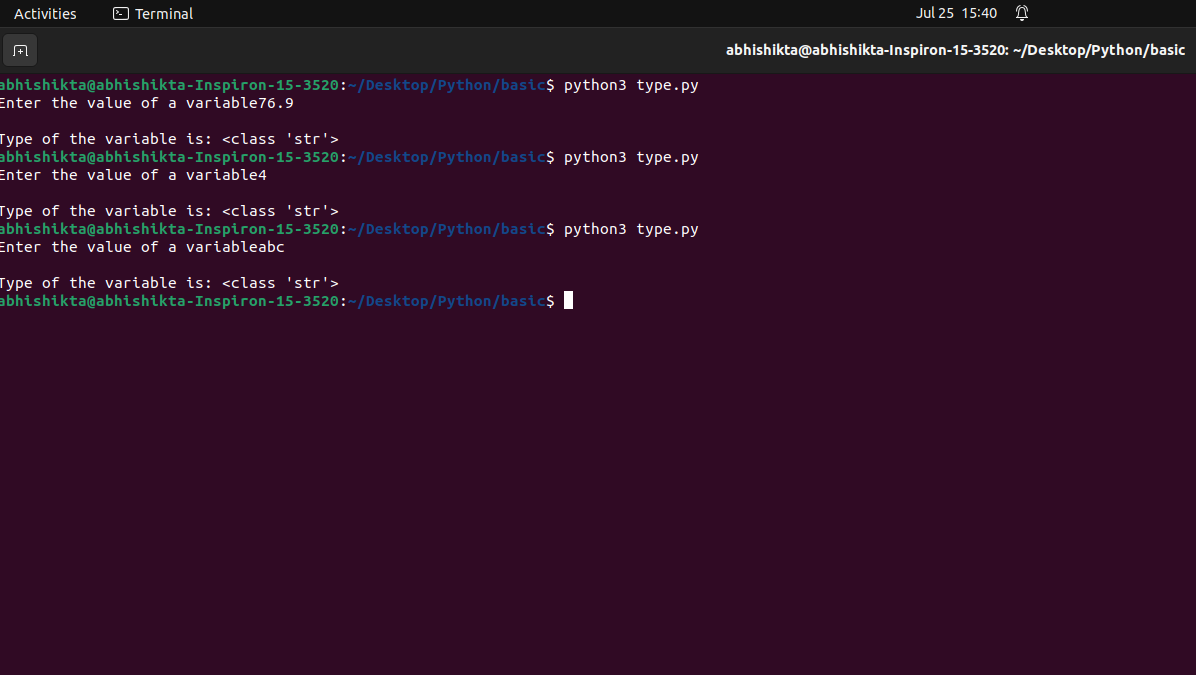 Activities Terminal Jul 25 15:40
abhishikta@abhishikta-Inspiron-15-3520: ~/Desktop/Python/basic
abhishikta@abhishikta-Inspiron-15-3520:~/Desktop/Python/basic$ python3 type.py
Enter the value of a variable76.9
Type of the variable is: <class 'str'>
abhishikta@abhishikta-Inspiron-15-3520:~/Desktop/Python/basic$ python3 type.py
Enter the value of a variable4
Type of the variable is: <class 'str'>
abhishikta@abhishikta-Inspiron-15-3520:~/Desktop/Python/basic$ python3 type.py
Enter the value of a variableabc
Type of the variable is: <class 'str'>
abhishikta@abhishikta-Inspiron-15-3520:~/Desktop/Python/basic$